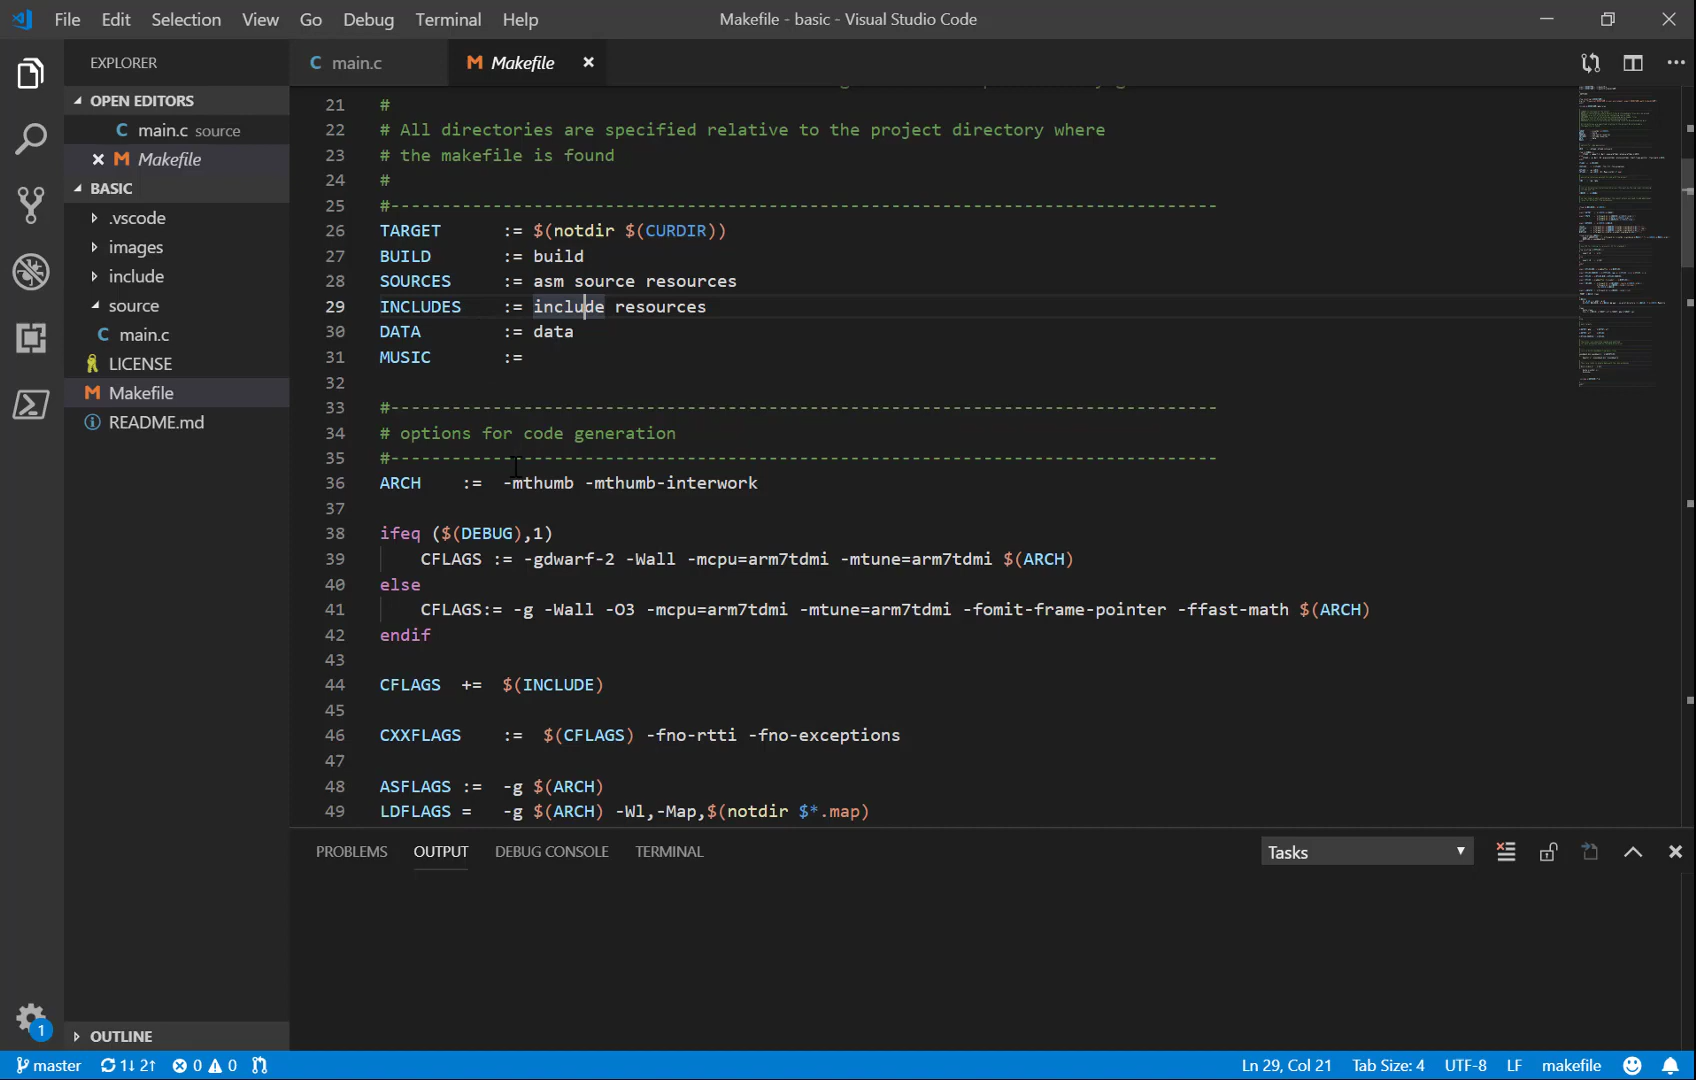 File Edit Selection View Go Debug Terminal Help
Makefile - basic - Visual Studio Code
EXPLORER
OPEN EDITORS
C main.c source
M Makefile
BASIC
.vscode
images
include
source
C main.c
LICENSE
M Makefile
README.md
OUTLINE
C main.c
M Makefile
21 #
22 # All directories are specified relative to the project directory where
23 # the makefile is found
24 #
25 #---------------------------------------------------------------------------------
26 TARGET := $(notdir $(CURDIR))
27 BUILD := build
28 SOURCES := asm source resources
29 INCLUDES := include resources
30 DATA := data
31 MUSIC :=
32
33 #---------------------------------------------------------------------------------
34 # options for code generation
35 #---------------------------------------------------------------------------------
36 ARCH := -mthumb -mthumb-interwork
37
38 ifeq ($(DEBUG),1)
39 CFLAGS := -gdwarf-2 -Wall -mcpu=arm7tdmi -mtune=arm7tdmi $(ARCH)
40 else
41 CFLAGS:= -g -Wall -O3 -mcpu=arm7tdmi -mtune=arm7tdmi -fomit-frame-pointer -ffast-math $(ARCH)
42 endif
43
44 CFLAGS += $(INCLUDE)
45
46 CXXFLAGS := $(CFLAGS) -fno-rtti -fno-exceptions
47
48 ASFLAGS := -g $(ARCH)
49 LDFLAGS = -g $(ARCH) -Wl,-Map,$(notdir $*.map)
PROBLEMS OUTPUT DEBUG CONSOLE TERMINAL
Tasks
1
master 1↓ 2↑ 0 0
Ln 29, Col 21 Tab Size: 4 UTF-8 LF makefile